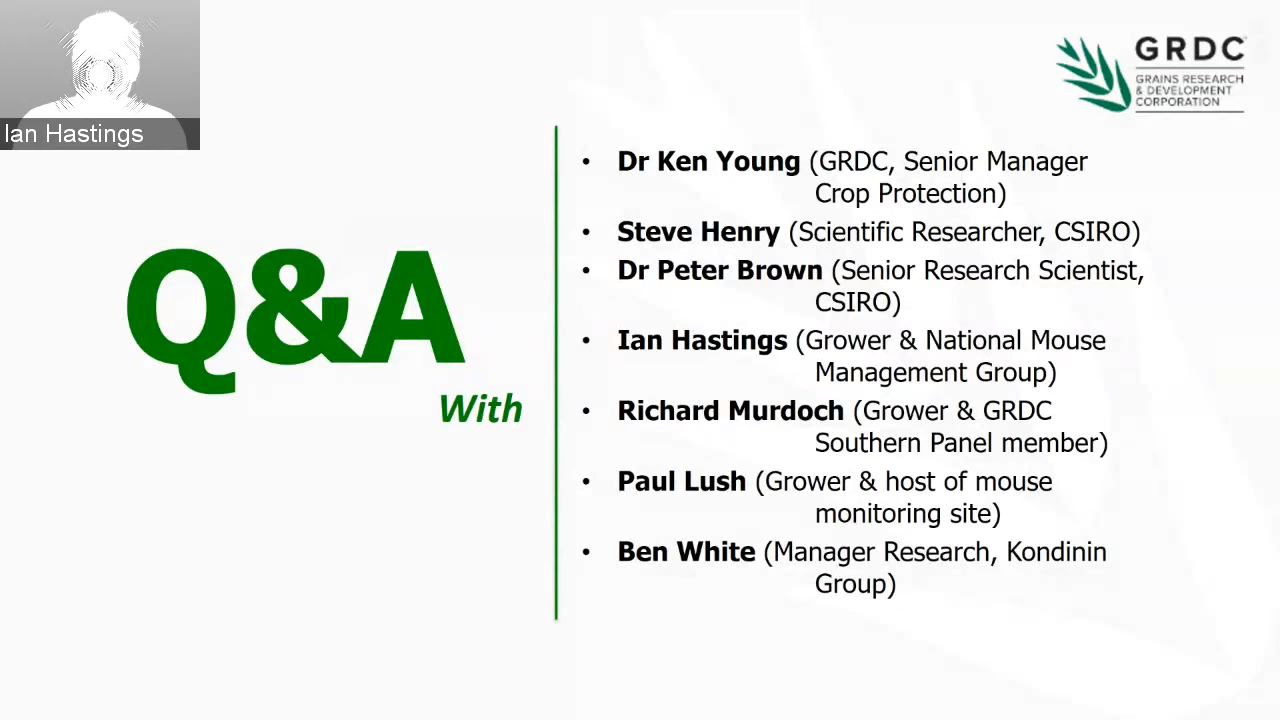 Ian Hastings
GRDC
GRAINS RESEARCH
& DEVELOPMENT
CORPORATION
Q&A
With
• Dr Ken Young (GRDC, Senior Manager
Crop Protection)
• Steve Henry (Scientific Researcher, CSIRO)
• Dr Peter Brown (Senior Research Scientist,
CSIRO)
• Ian Hastings (Grower & National Mouse
Management Group)
• Richard Murdoch (Grower & GRDC
Southern Panel member)
• Paul Lush (Grower & host of mouse
monitoring site)
• Ben White (Manager Research, Kondinin
Group)